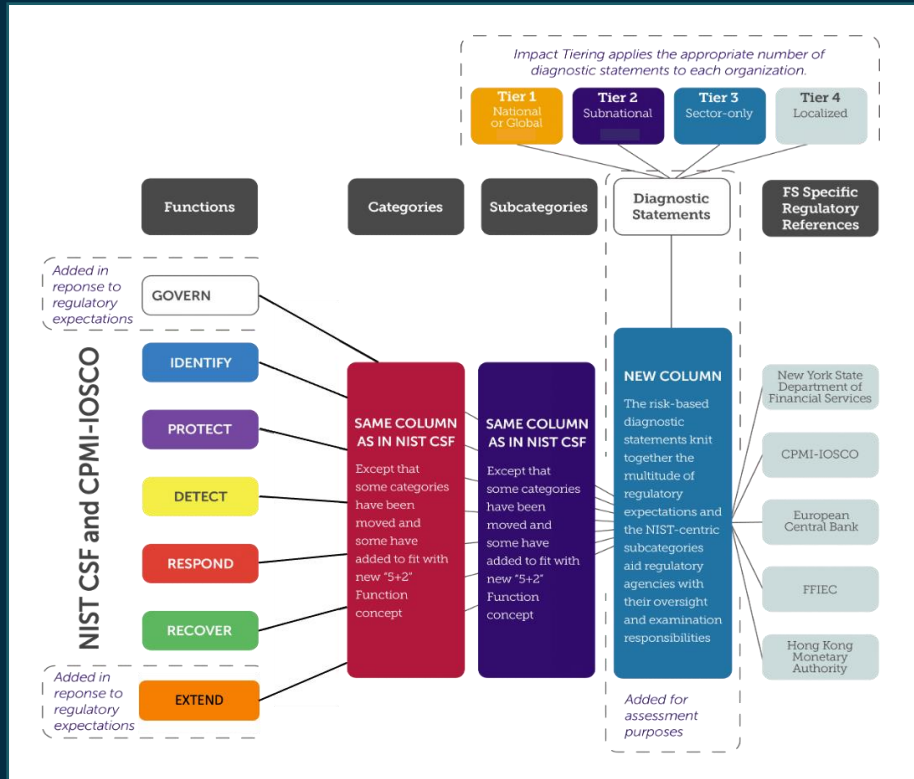 Impact Tiering applies the appropriate number of
diagnostic statements to each organization.
Tier 1
National
or Global
Tier 2
Subnational
Tier 3
Sector-only
Tier 4
Localized
Functions
Categories
Subcategories
Diagnostic
Statements
FS Specific
Regulatory
References
Added in
reponse to
regulatory
expectations
GOVERN
NIST CSF and CPMI-IOSCO
IDENTIFY
PROTECT
DETECT
RESPOND
RECOVER
Added in
reponse to
regulatory
expectations
EXTEND
SAME COLUMN
AS IN NIST CSF
Except that
some categories
have been
moved and
some have
added to fit with
new "5+2"
Function
concept
SAME COLUMN
AS IN NIST CSF
Except that
some categories
have been
moved and
some have
added to fit with
new "5+2"
Function concept
NEW COLUMN
The risk-based
diagnostic
statements knit
together the
multitude of
regulatory
expectations and
the NIST-centric
subcategories
aid regulatory
agencies with
their oversight
and examination
responsibilities
Added for
assessment
purposes
New York State
Department of
Financial Services
CPMI-IOSCO
European
Central Bank
FFIEC
Hong Kong
Monetary
Authority